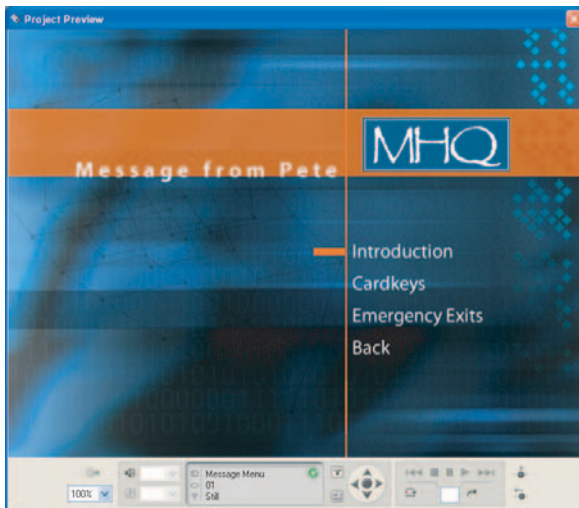 Project Preview
MHQ
Message from Pete
Introduction
Cardkeys
Emergency Exits
Back
Message Menu
01
100%
Still